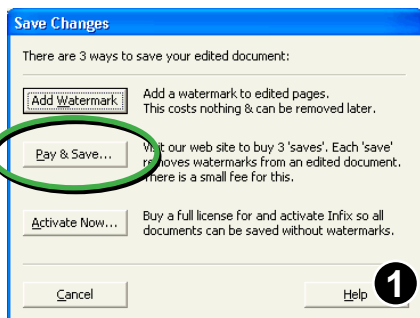 Save Changes
There are 3 ways to save your edited document:
Add Watermark
Add a watermark to edited pages.
This costs nothing & can be removed later.
Pay & Save...
Visit our web site to buy 3 'saves'. Each 'save'
removes watermarks from an edited document.
There is a small fee for this.
Activate Now...
Buy a full license for and activate Infix so all
documents can be saved without watermarks.
Cancel
Help
1